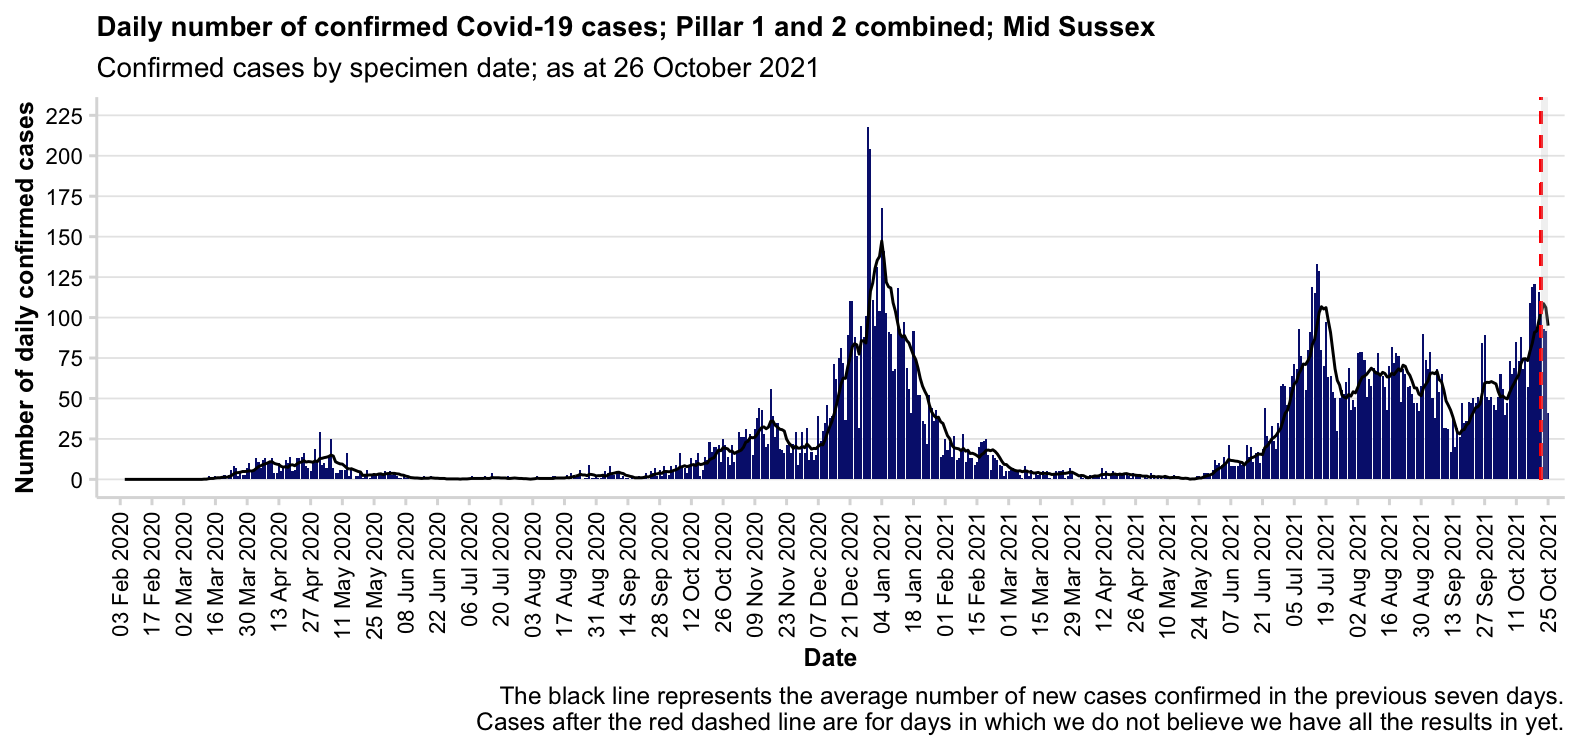 Daily number of confirmed Covid-19 cases; Pillar 1 and 2 combined; Mid Sussex
Confirmed cases by specimen date; as at 26 October 2021
Number of daily confirmed cases
225
200
175
150
125
100
75
50
25
0
03 Feb 2020
17 Feb 2020
02 Mar 2020
16 Mar 2020
30 Mar 2020
13 Apr 2020
27 Apr 2020
11 May 2020
25 May 2020
08 Jun 2020
22 Jun 2020
06 Jul 2020
20 Jul 2020
03 Aug 2020
17 Aug 2020
31 Aug 2020
14 Sep 2020
28 Sep 2020
12 Oct 2020
26 Oct 2020
09 Nov 2020
23 Nov 2020
07 Dec 2020
21 Dec 2020
04 Jan 2021
18 Jan 2021
01 Feb 2021
15 Feb 2021
01 Mar 2021
15 Mar 2021
29 Mar 2021
12 Apr 2021
26 Apr 2021
10 May 2021
24 May 2021
07 Jun 2021
21 Jun 2021
05 Jul 2021
19 Jul 2021
02 Aug 2021
16 Aug 2021
30 Aug 2021
13 Sep 2021
27 Sep 2021
11 Oct 2021
25 Oct 2021
Date
The black line represents the average number of new cases confirmed in the previous seven days.
Cases after the red dashed line are for days in which we do not believe we have all the results in yet.